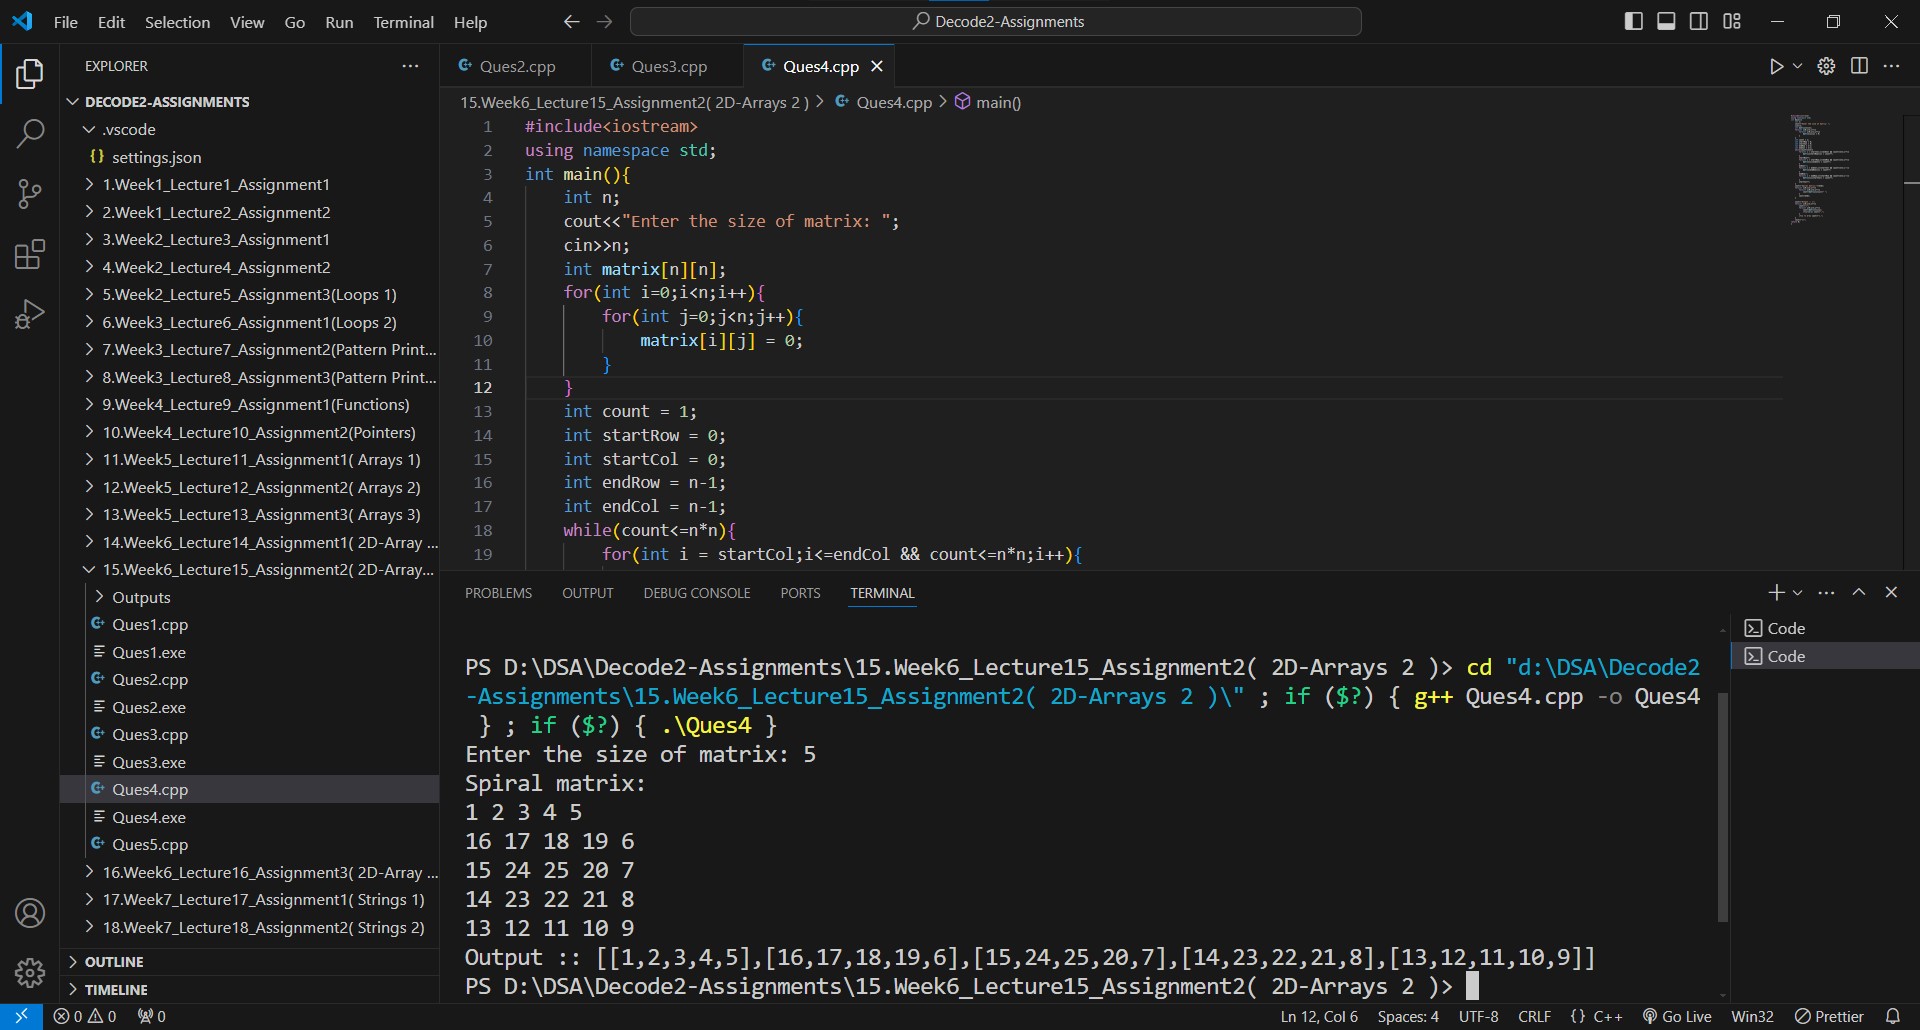 File Edit Selection View Go Run Terminal Help
Decode2-Assignments
EXPLORER
DECODE2-ASSIGNMENTS
.vscode
{} settings.json
1.Week1_Lecture1_Assignment1
2.Week1_Lecture2_Assignment2
3.Week2_Lecture3_Assignment1
4.Week2_Lecture4_Assignment2
5.Week2_Lecture5_Assignment3(Loops 1)
6.Week3_Lecture6_Assignment1(Loops 2)
7.Week3_Lecture7_Assignment2(Pattern Print...
8.Week3_Lecture8_Assignment3(Pattern Print...
9.Week4_Lecture9_Assignment1(Functions)
10.Week4_Lecture10_Assignment2(Pointers)
11.Week5_Lecture11_Assignment1( Arrays 1)
12.Week5_Lecture12_Assignment2( Arrays 2)
13.Week5_Lecture13_Assignment3( Arrays 3)
14.Week6_Lecture14_Assignment1( 2D-Array ...
15.Week6_Lecture15_Assignment2( 2D-Array...
Outputs
Ques1.cpp
Ques1.exe
Ques2.cpp
Ques2.exe
Ques3.cpp
Ques3.exe
Ques4.cpp
Ques4.exe
Ques5.cpp
16.Week6_Lecture16_Assignment3( 2D-Array ...
17.Week7_Lecture17_Assignment1( Strings 1)
18.Week7_Lecture18_Assignment2( Strings 2)
OUTLINE
TIMELINE
Ques2.cpp Ques3.cpp Ques4.cpp
15.Week6_Lecture15_Assignment2( 2D-Arrays 2 ) > Ques4.cpp > main()
1 #include<iostream>
2 using namespace std;
3 int main(){
4 int n;
5 cout<<"Enter the size of matrix: ";
6 cin>>n;
7 int matrix[n][n];
8 for(int i=0;i<n;i++){
9 for(int j=0;j<n;j++){
10 matrix[i][j] = 0;
11 }
12 }
13 int count = 1;
14 int startRow = 0;
15 int startCol = 0;
16 int endRow = n-1;
17 int endCol = n-1;
18 while(count<=n*n){
19 for(int i = startCol;i<=endCol && count<=n*n;i++){
PROBLEMS OUTPUT DEBUG CONSOLE PORTS TERMINAL
Code
Code
PS D:\DSA\Decode2-Assignments\15.Week6_Lecture15_Assignment2( 2D-Arrays 2 )> cd "d:\DSA\Decode2
-Assignments\15.Week6_Lecture15_Assignment2( 2D-Arrays 2 )\" ; if ($?) { g++ Ques4.cpp -o Ques4
} ; if ($?) { .\Ques4 }
Enter the size of matrix: 5
Spiral matrix:
1 2 3 4 5
16 17 18 19 6
15 24 25 20 7
14 23 22 21 8
13 12 11 10 9
Output :: [[1,2,3,4,5],[16,17,18,19,6],[15,24,25,20,7],[14,23,22,21,8],[13,12,11,10,9]]
PS D:\DSA\Decode2-Assignments\15.Week6_Lecture15_Assignment2( 2D-Arrays 2 )>
0 0 0 Ln 12, Col 6 Spaces: 4 UTF-8 CRLF {} C++ Go Live Win32 Prettier